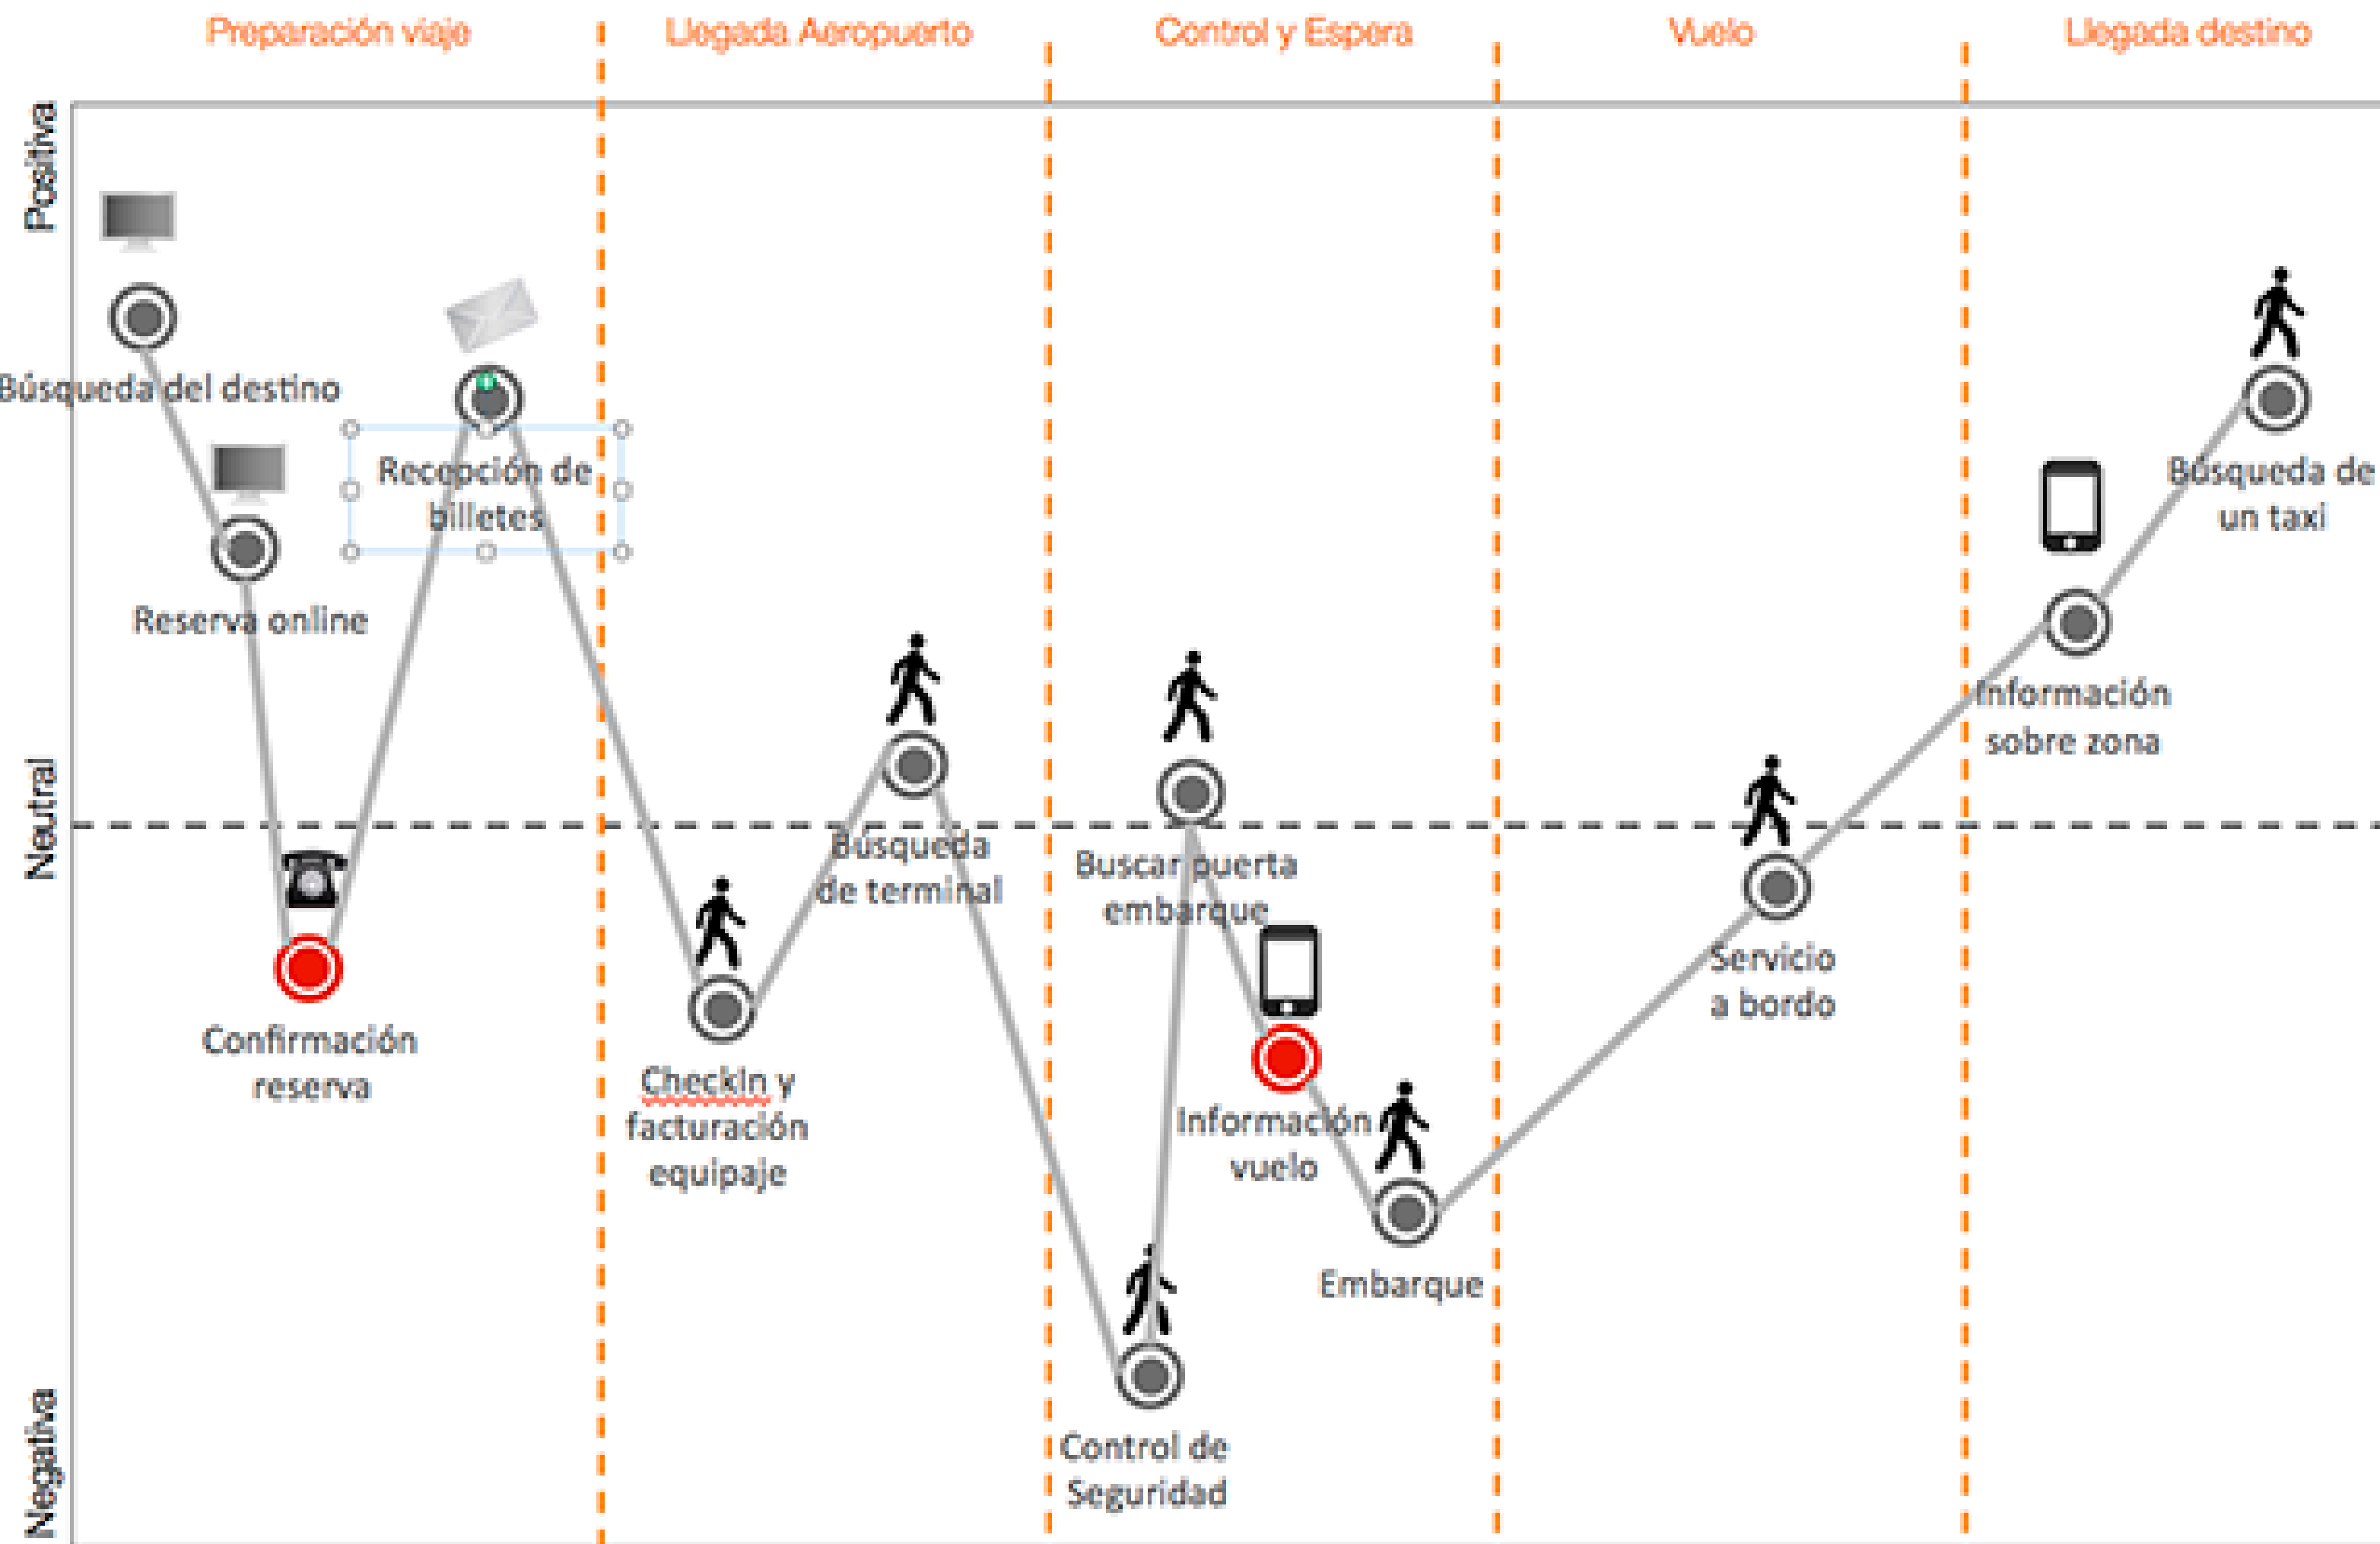 Preparación viaje
Llegada Aeropuerto
Control y Espera
Vuelo
Llegada destino
Positiva
Neutral
Negativa
Búsqueda del destino
Reserva online
Confirmación
reserva
Recepción de
billetes
CheckIn y
facturación
equipaje
Búsqueda
de terminal
Control de
Seguridad
Buscar puerta
embarque
Información
vuelo
Embarque
Servicio
a bordo
Información
sobre zona
Búsqueda de
un taxi